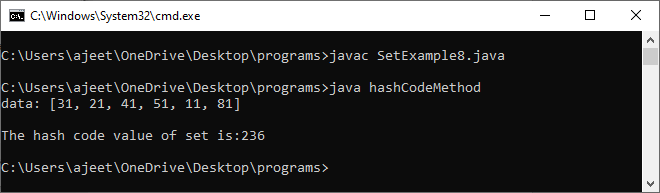 C:\Windows\System32\cmd.exe
C:\Users\ajeet\OneDrive\Desktop\programs>javac SetExample8.java
C:\Users\ajeet\OneDrive\Desktop\programs>java hashCodeMethod
data: [31, 21, 41, 51, 11, 81]
The hash code value of set is:236
C:\Users\ajeet\OneDrive\Desktop\programs>